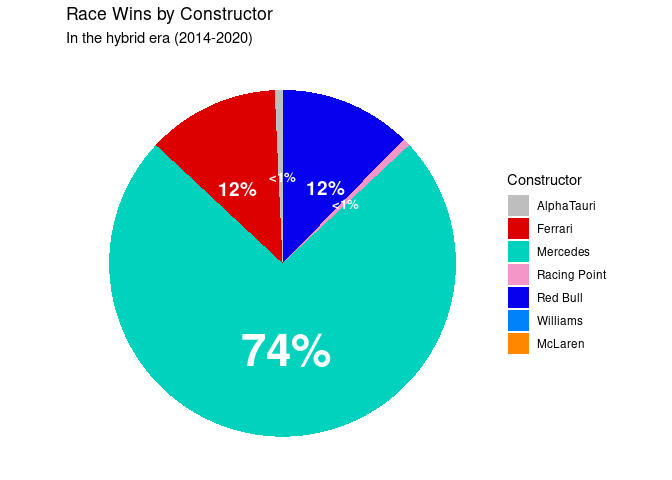 Race Wins by Constructor
In the hybrid era (2014-2020)
<1%
12%
12%
<1%
74%
Constructor
AlphaTauri
Ferrari
Mercedes
Racing Point
Red Bull
Williams
McLaren